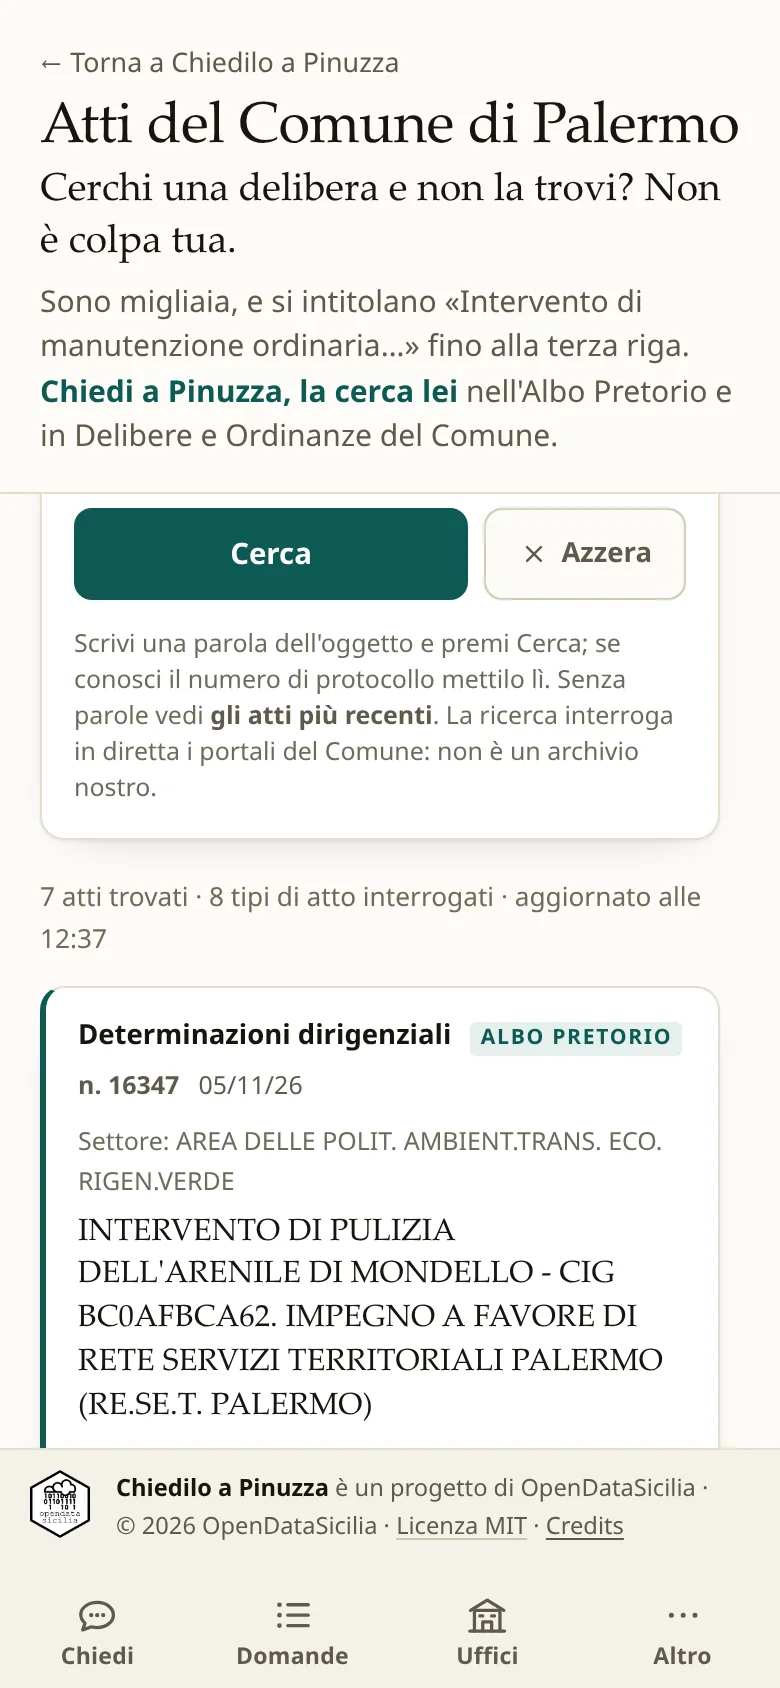 ← Torna a Chiedilo a Pinuzza
Atti del Comune di Palermo
Cerchi una delibera e non la trovi? Non
è colpa tua.
Sono migliaia, e si intitolano «Intervento di
manutenzione ordinaria…» fino alla terza riga.
Chiedi a Pinuzza, la cerca lei nell'Albo Pretorio e
in Delibere e Ordinanze del Comune.
Cerca
× Azzera
Scrivi una parola dell'oggetto e premi Cerca; se
conosci il numero di protocollo mettilo lì. Senza
parole vedi gli atti più recenti. La ricerca interroga
in diretta i portali del Comune: non è un archivio
nostro.
7 atti trovati · 8 tipi di atto interrogati · aggiornato alle
12:37
Determinazioni dirigenziali ALBO PRETORIO
n. 16347 05/11/26
Settore: AREA DELLE POLIT. AMBIENT.TRANS. ECO.
RIGEN.VERDE
INTERVENTO DI PULIZIA
DELL'ARENILE DI MONDELLO - CIG
BC0AFBCA62. IMPEGNO A FAVORE DI
RETE SERVIZI TERRITORIALI PALERMO
(RE.SE.T. PALERMO)
opendata
sicilia
Chiedilo a Pinuzza è un progetto di OpenDataSicilia ·
© 2026 OpenDataSicilia · Licenza MIT · Credits
Chiedi
Domande
Uffici
Altro